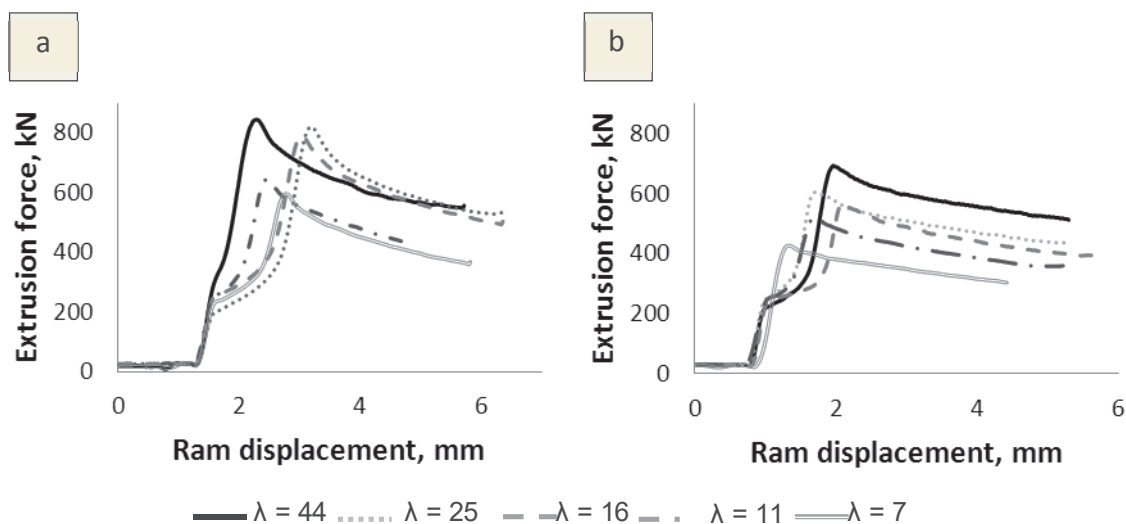 a
b
Extrusion force, kN
800
600
400
200
0
0 2 4 6
Ram displacement, mm
Extrusion force, kN
800
600
400
200
0
0 2 4 6
Ram displacement, mm
λ = 44 λ = 25 λ = 16 λ = 11 λ = 7